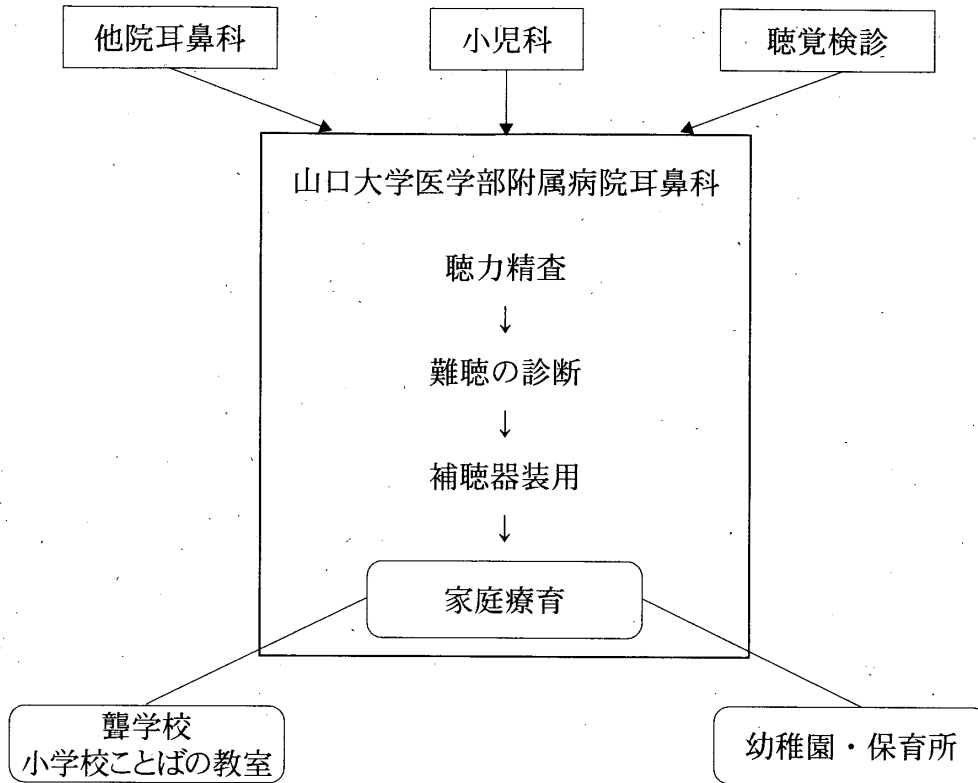 他院耳鼻科
小児科
聴覚検診
山口大学医学部附属病院耳鼻科
聴力精査
↓
難聴の診断
↓
補聴器装用
↓
家庭療育
聾学校
小学校ことばの教室
幼稚園・保育所